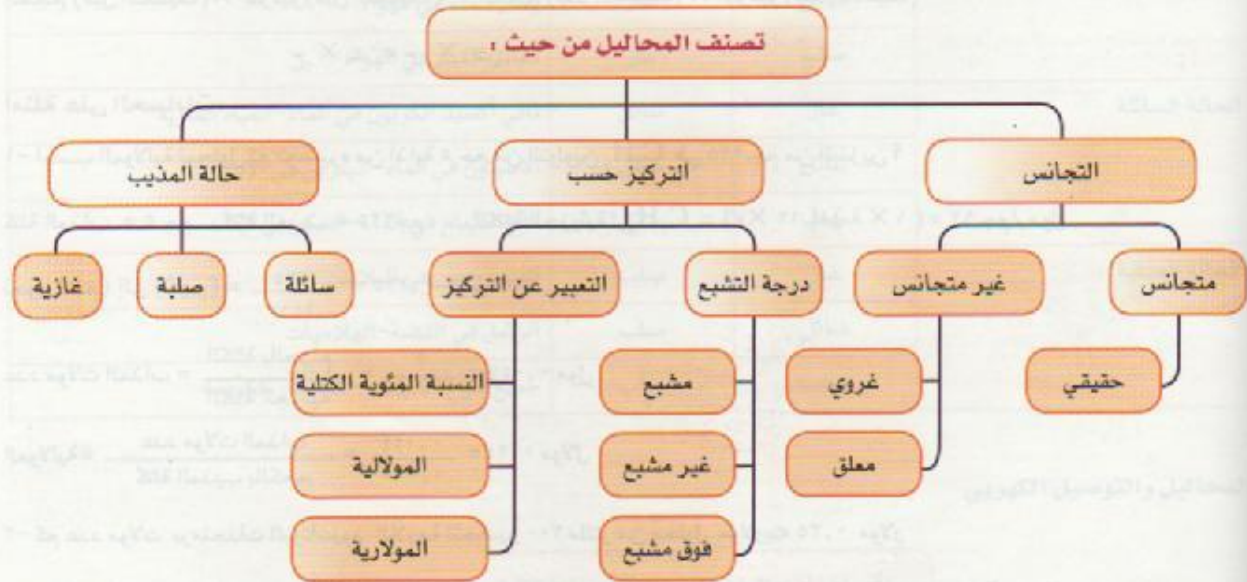 تصنف المحاليل من حيث :
التجانس
التركيز حسب
حالة المذيب
متجانس
غير متجانس
درجة التشبع
التعبير عن التركيز
سائلة
صلبة
غازية
حقيقي
غروي
معلق
مشبع
غير مشبع
فوق مشبع
النسبة المئوية الكتلية
المولالية
المولارية